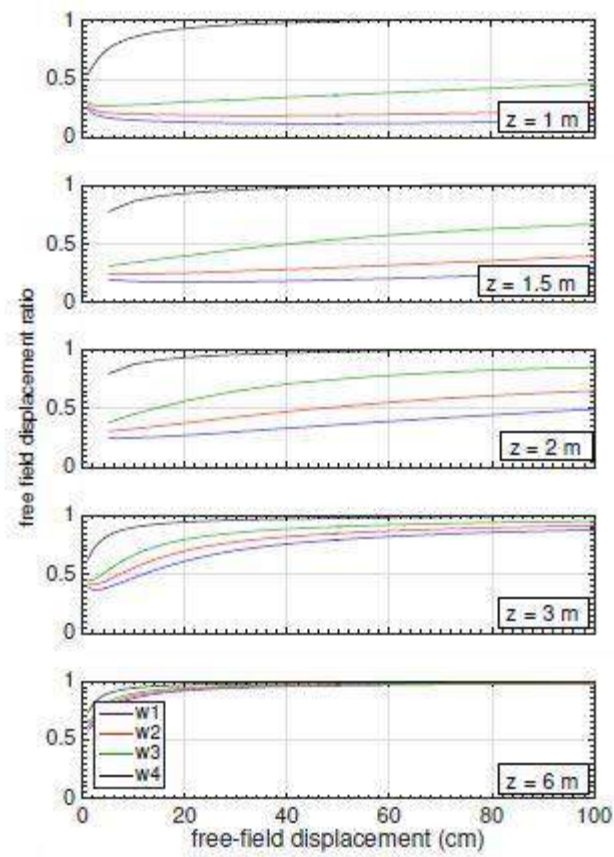 1
0.5
0
z = 1 m
1
0.5
0
z = 1.5 m
free field displacement ratio
1
0.5
0
z = 2 m
1
0.5
0
z = 3 m
1
0.5
0
w1
w2
w3
w4
z = 6 m
0 20 40 60 80 100
free-field displacement (cm)